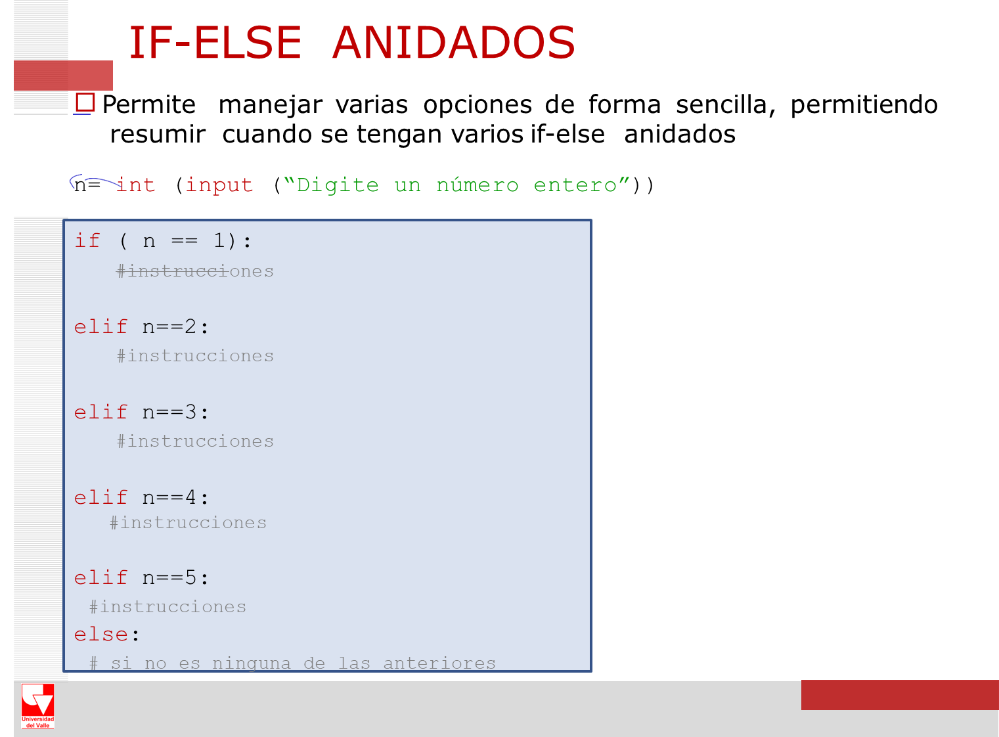 IF-ELSE ANIDADOS
Permite manejar varias opciones de forma sencilla, permitiendo
resumir cuando se tengan varios if-else anidados
n= int (input (“Digite un número entero”))
if ( n == 1):
#instrucciones
elif n==2:
#instrucciones
elif n==3:
#instrucciones
elif n==4:
#instrucciones
elif n==5:
#instrucciones
else:
# si no es ninguna de las anteriores
Universidad
del Valle